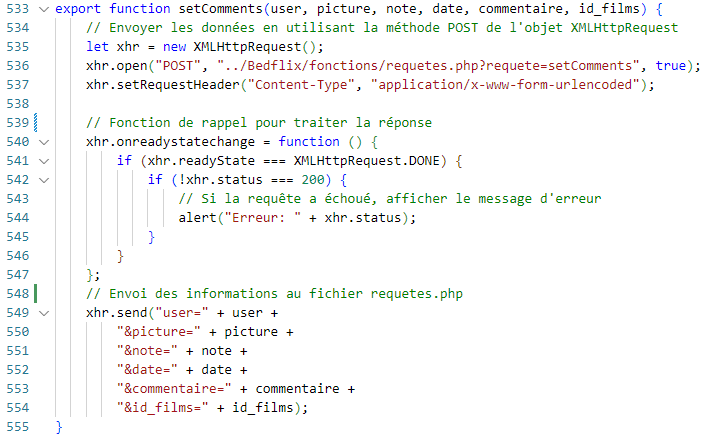 533 export function setComments(user, picture, note, date, commentaire, id_films) {
534 // Envoyer les données en utilisant la méthode POST de l'objet XMLHttpRequest
535 let xhr = new XMLHttpRequest();
536 xhr.open("POST", "../Bedflix/fonctions/requetes.php?requete=setComments", true);
537 xhr.setRequestHeader("Content-Type", "application/x-www-form-urlencoded");
538
539 // Fonction de rappel pour traiter la réponse
540 xhr.onreadystatechange = function () {
541 if (xhr.readyState === XMLHttpRequest.DONE) {
542 if (!xhr.status === 200) {
543 // Si la requête a échoué, afficher le message d'erreur
544 alert("Erreur: " + xhr.status);
545 }
546 }
547 };
548 // Envoi des informations au fichier requetes.php
549 xhr.send("user=" + user +
550 "&picture=" + picture +
551 "&note=" + note +
552 "&date=" + date +
553 "&commentaire=" + commentaire +
554 "&id_films=" + id_films);
555 }